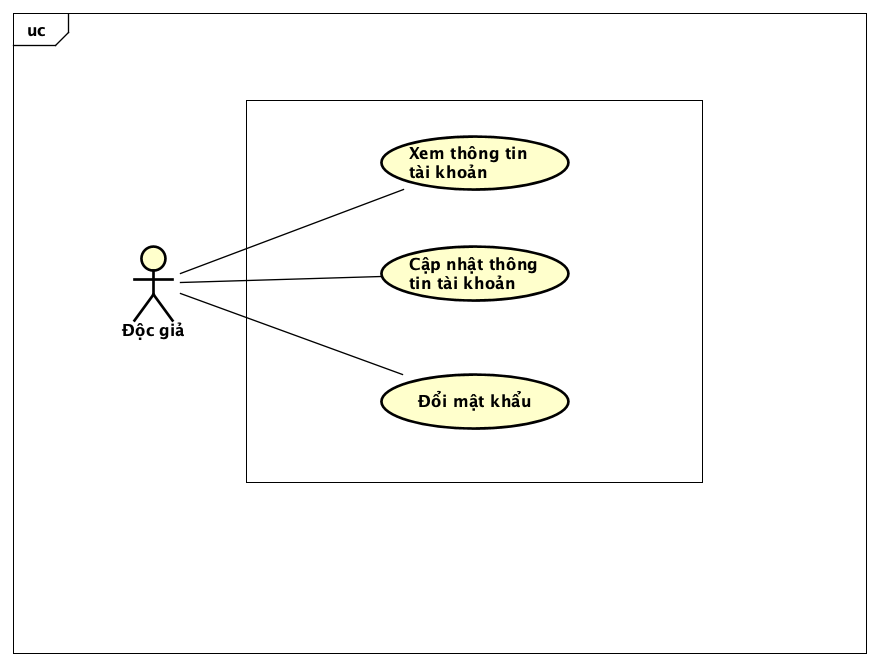 uc
Xem thông tin
tài khoản
Cập nhật thông
tin tài khoản
Độc giả
Đổi mật khẩu